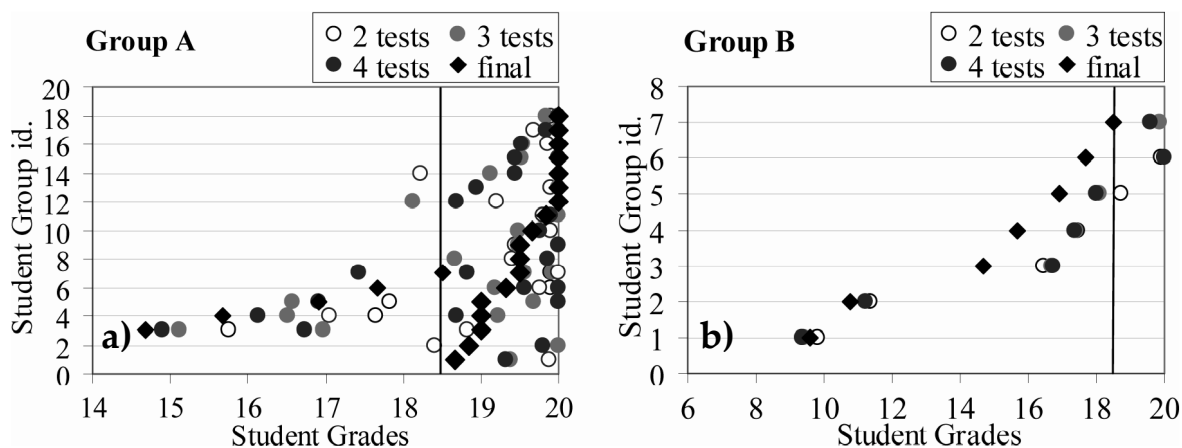 Group A
2 tests 3 tests
4 tests final
Student Group id.
20
18
16
14
12
10
8
6
4
2
0
a)
14 15 16 17 18 19 20
Student Grades
Group B
2 tests 3 tests
4 tests final
Student Group id.
8
7
6
5
4
3
2
1
0
b)
6 8 10 12 14 16 18 20
Student Grades